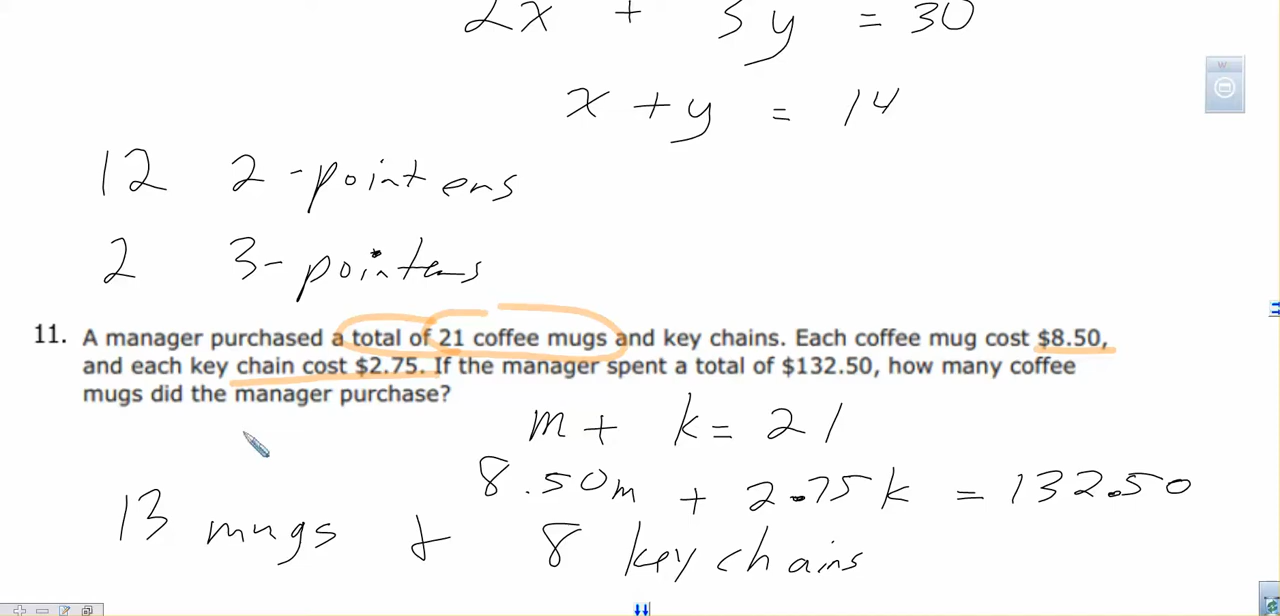 2x + 3y = 30
x + y = 14
12 2-pointers
2 3-pointers
11. A manager purchased a total of 21 coffee mugs and key chains. Each coffee mug cost $8.50,
and each key chain cost $2.75. If the manager spent a total of $132.50, how many coffee
mugs did the manager purchase?
m + k = 21
8.50m + 2.75k = 132.50
13 mugs & 8 key chains